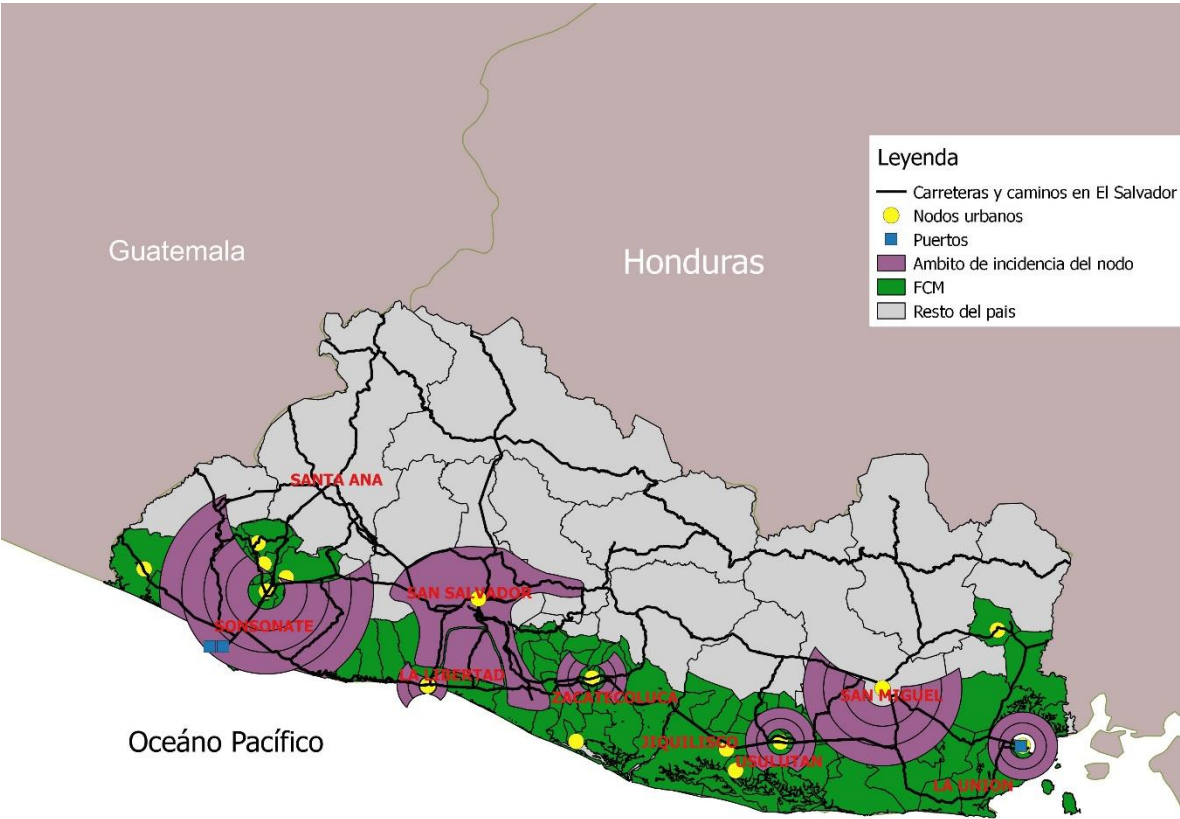 Leyenda
Carreteras y caminos en El Salvador
Nodos urbanos
Puertos
Ambito de incidencia del nodo
FCM
Resto del pais
Guatemala
Honduras
SANTA ANA
SAN SALVADOR
SONSONATE
LA LIBERTAD
ZACATECOLUCA
SAN MIGUEL
JIQUILISCO
USULUTAN
LA UNION
Oceáno Pacífico